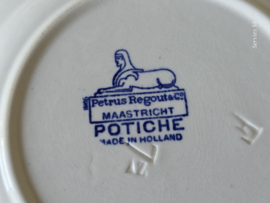 Petrus Regout & Co.
MAASTRICHT
POTICHE
MADE IN HOLLAND